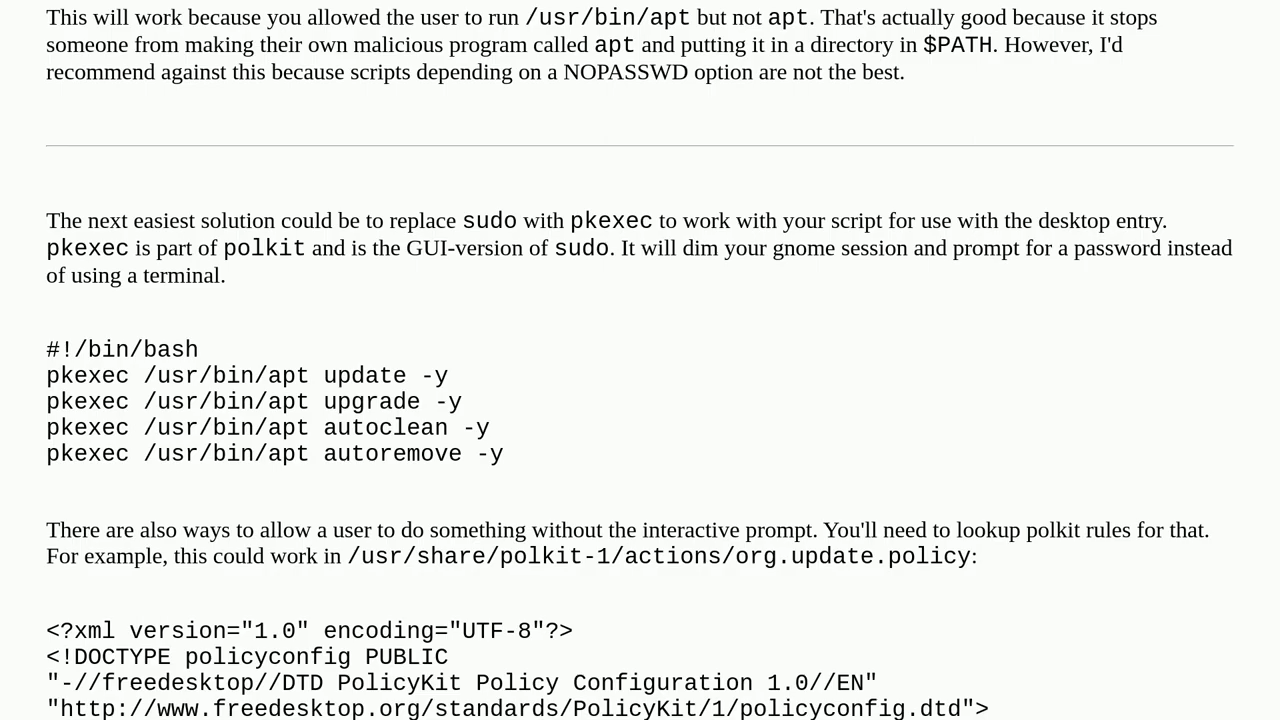 This will work because you allowed the user to run /usr/bin/apt but not apt. That's actually good because it stops
someone from making their own malicious program called apt and putting it in a directory in $PATH. However, I'd
recommend against this because scripts depending on a NOPASSWD option are not the best.
The next easiest solution could be to replace sudo with pkexec to work with your script for use with the desktop entry.
pkexec is part of polkit and is the GUI-version of sudo. It will dim your gnome session and prompt for a password instead
of using a terminal.
#!/bin/bash
pkexec /usr/bin/apt update -y
pkexec /usr/bin/apt upgrade -y
pkexec /usr/bin/apt autoclean -y
pkexec /usr/bin/apt autoremove -y
There are also ways to allow a user to do something without the interactive prompt. You'll need to lookup polkit rules for that.
For example, this could work in /usr/share/polkit-1/actions/org.update.policy:
<?xml version="1.0" encoding="UTF-8"?>
<!DOCTYPE policyconfig PUBLIC
"-//freedesktop//DTD PolicyKit Policy Configuration 1.0//EN"
"http://www.freedesktop.org/standards/PolicyKit/1/policyconfig.dtd">